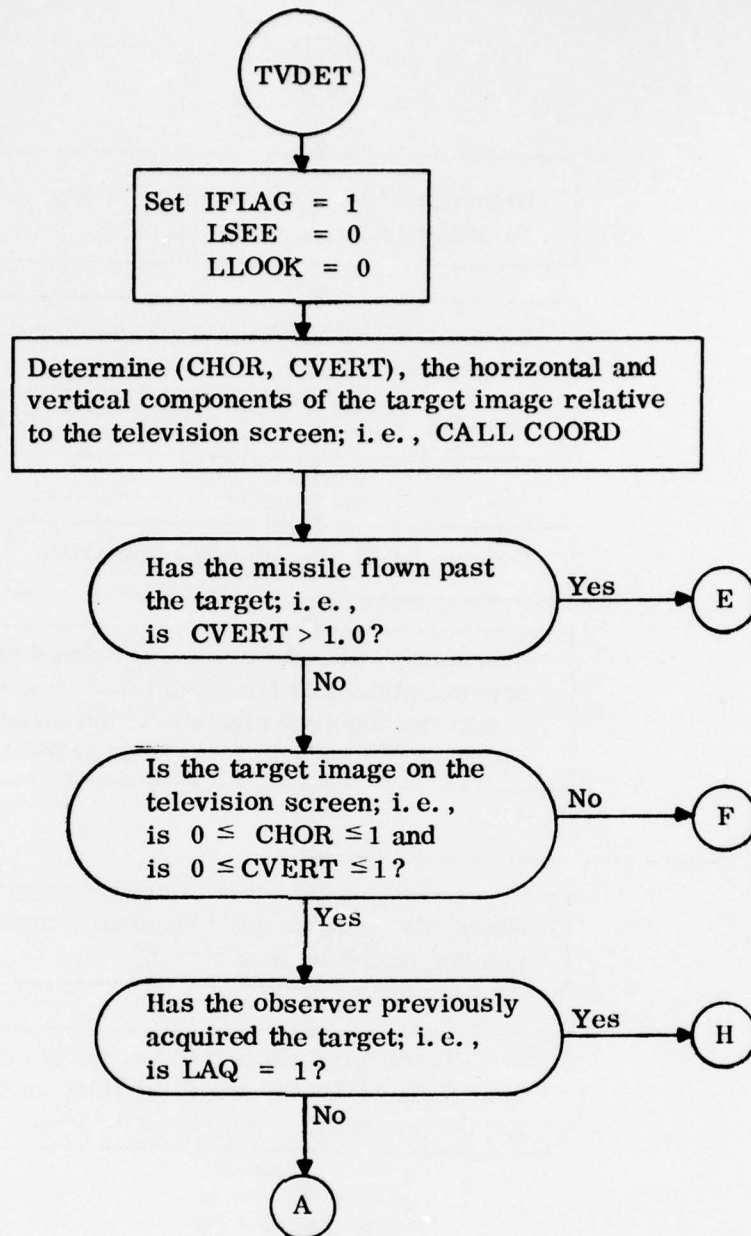 TVDET
Set IFLAG = 1
LSEE = 0
LLOOK = 0
Determine (CHOR, CVERT), the horizontal and
vertical components of the target image relative
to the television screen; i. e., CALL COORD
Has the missile flown past
the target; i. e.,
is CVERT > 1.0?
Yes
E
No
Is the target image on the
television screen; i. e.,
is 0 ≤ CHOR ≤ 1 and
is 0 ≤ CVERT ≤ 1?
No
F
Yes
Has the observer previously
acquired the target; i. e.,
is LAQ = 1?
Yes
H
No
A